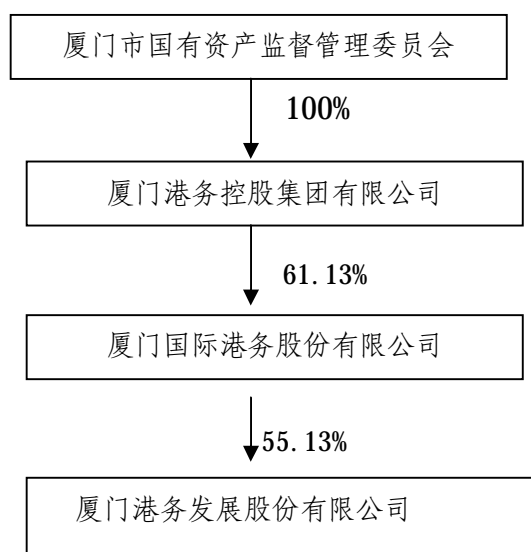 厦门市国有资产监督管理委员会
100%
厦门港务控股集团有限公司
61.13%
厦门国际港务股份有限公司
55.13%
厦门港务发展股份有限公司